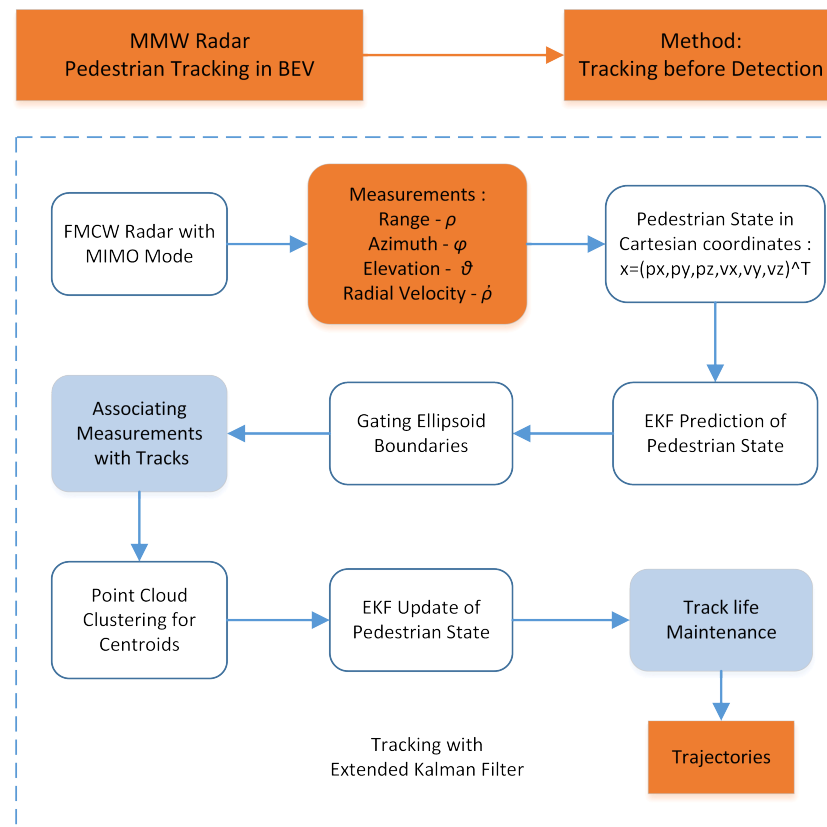 MMW Radar
Pedestrian Tracking in BEV
Method:
Tracking before Detection
FMCW Radar with
MIMO Mode
Measurements :
Range - ρ
Azimuth - φ
Elevation - ϑ
Radial Velocity - ρ̇
Pedestrian State in
Cartesian coordinates :
x=(px,py,pz,vx,vy,vz)^T
Associating
Measurements
with Tracks
Gating Ellipsoid
Boundaries
EKF Prediction of
Pedestrian State
Point Cloud
Clustering for
Centroids
EKF Update of
Pedestrian State
Track life
Maintenance
Tracking with
Extended Kalman Filter
Trajectories